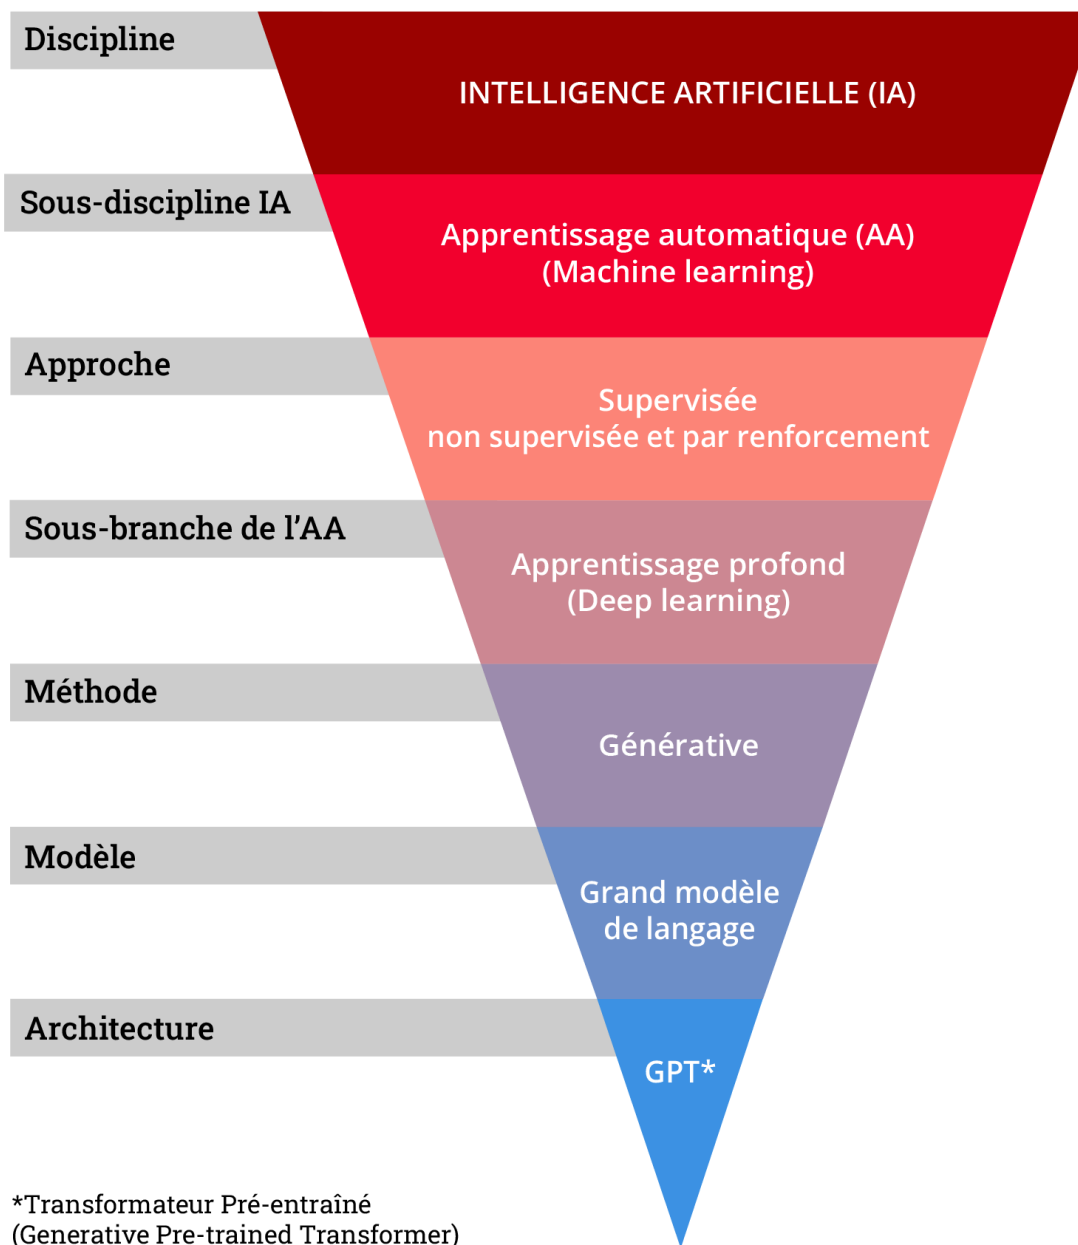 Discipline
INTELLIGENCE ARTIFICIELLE (IA)
Sous-discipline IA
Apprentissage automatique (AA)
(Machine learning)
Approche
Supervisée
non supervisée et par renforcement
Sous-branche de l’AA
Apprentissage profond
(Deep learning)
Méthode
Générative
Modèle
Grand modèle
de langage
Architecture
GPT*
*Transformateur Pré-entraîné
(Generative Pre-trained Transformer)